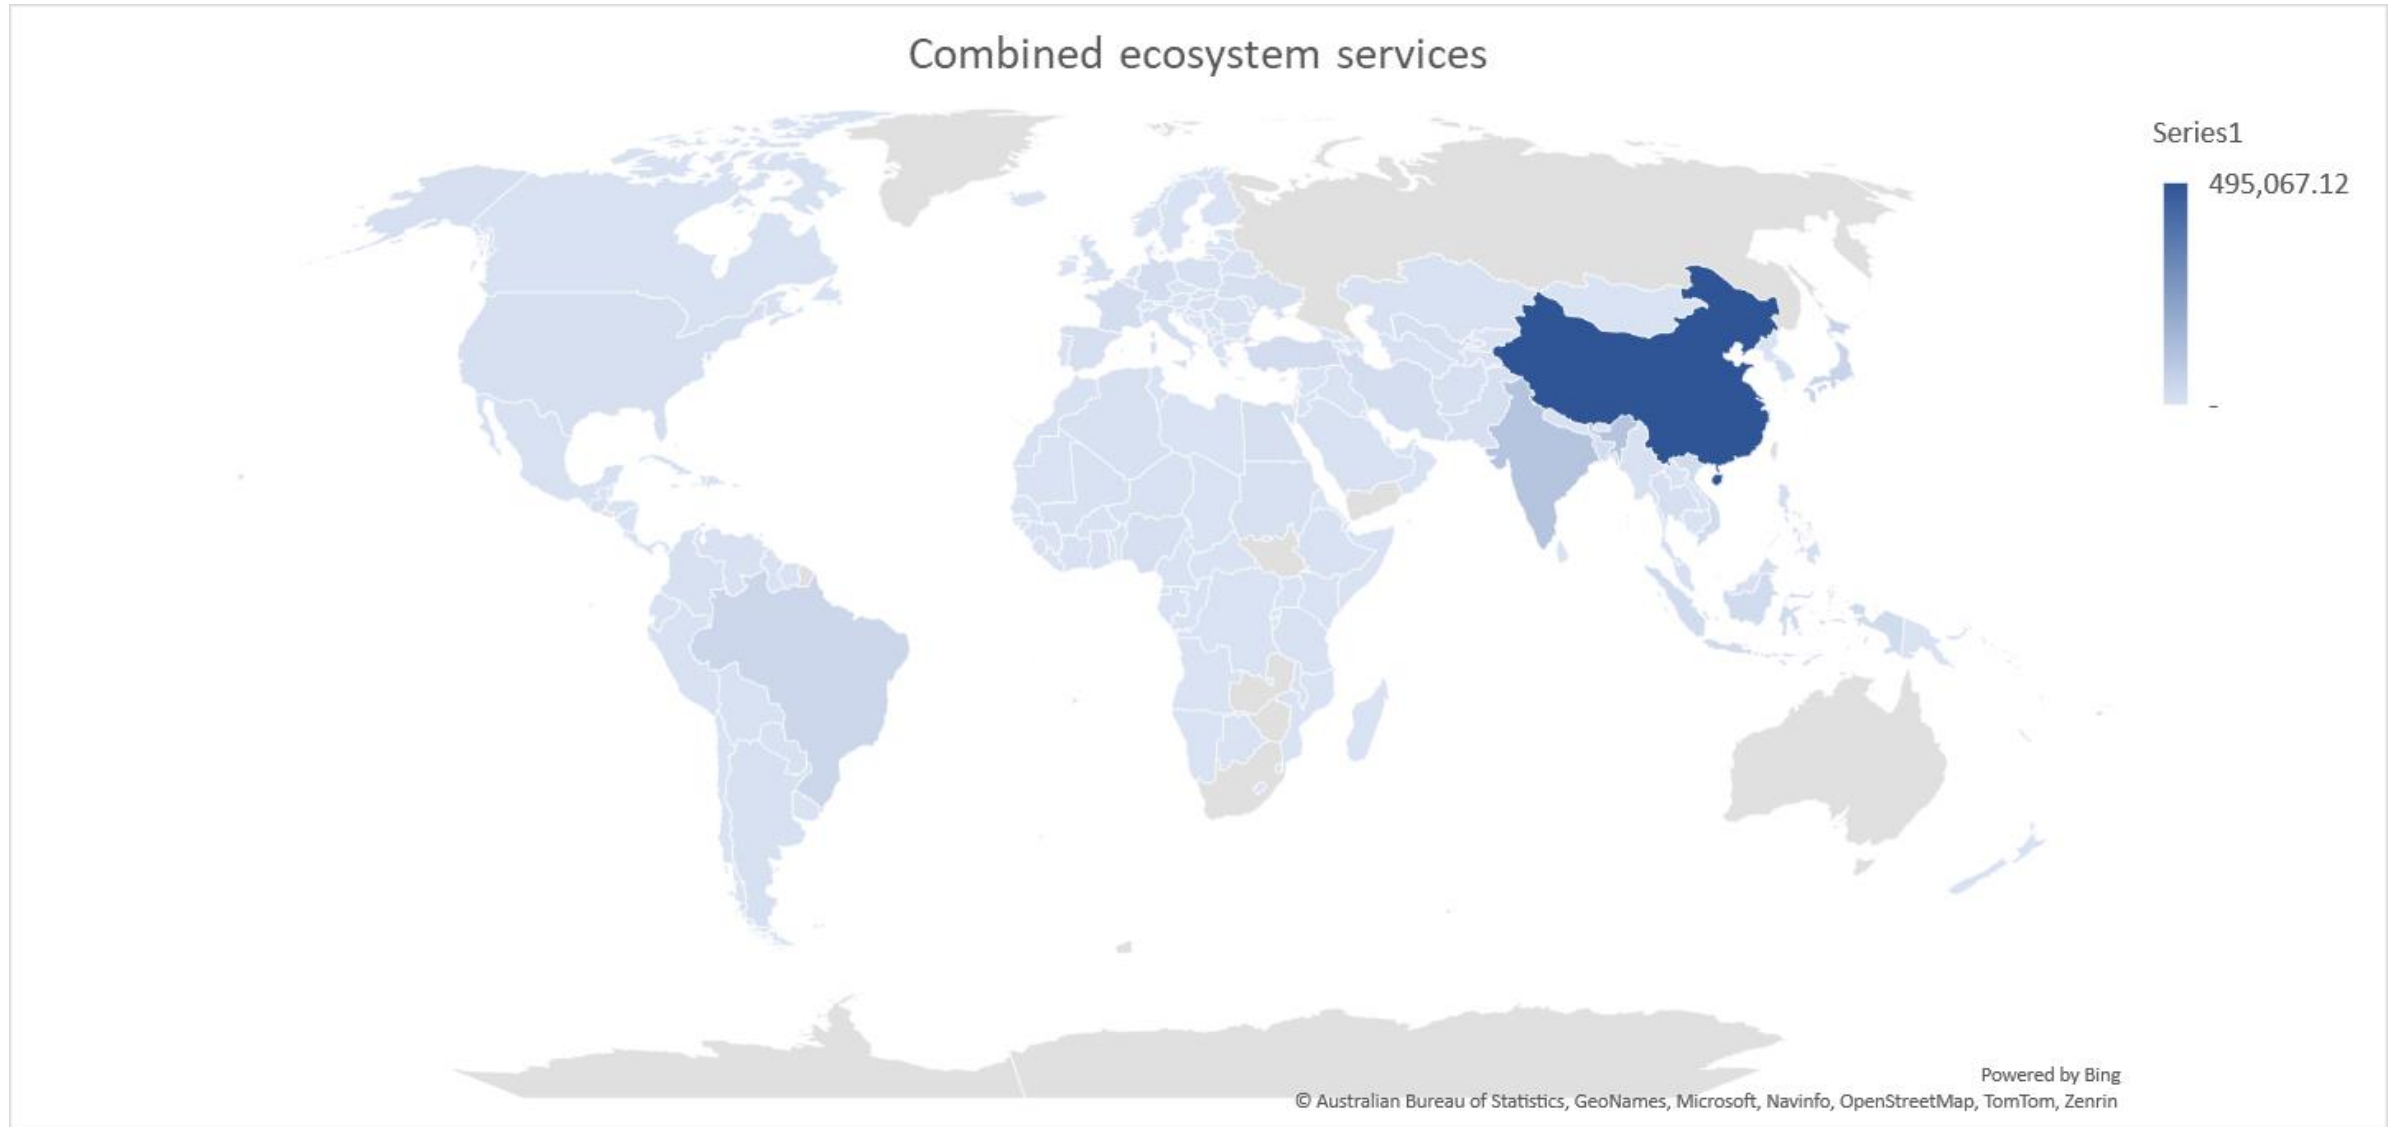 Combined ecosystem services
Series1
495,067.12
-
Powered by Bing
© Australian Bureau of Statistics, GeoNames, Microsoft, Navinfo, OpenStreetMap, TomTom, Zenrin